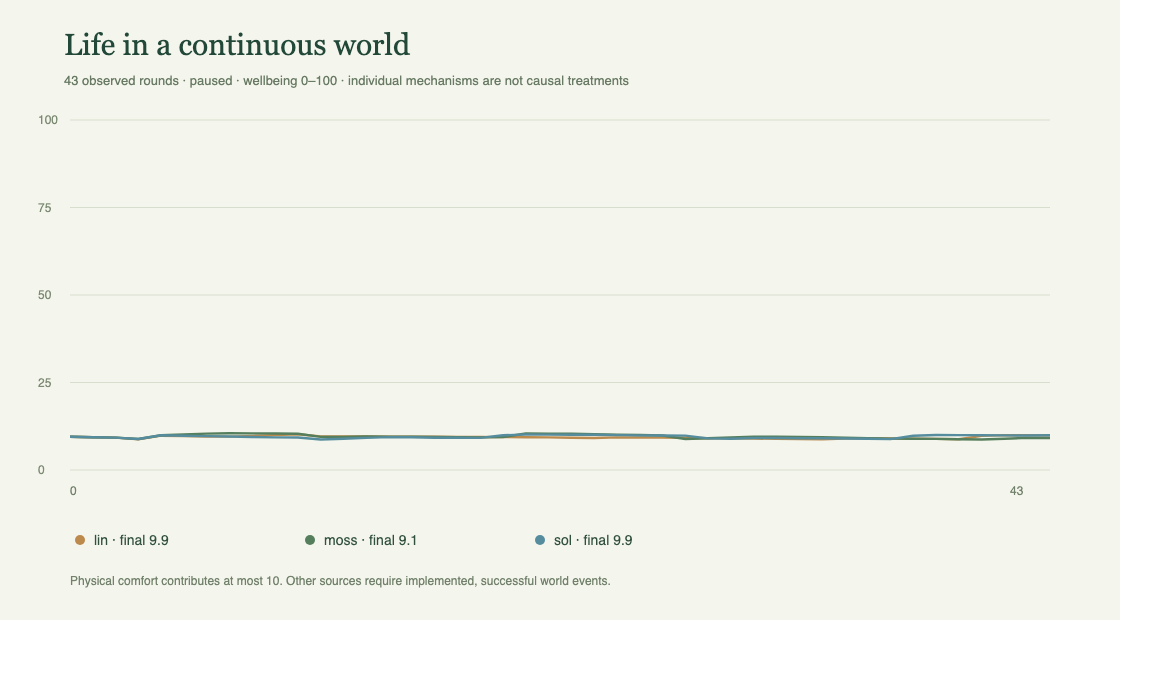 Life in a continuous world
43 observed rounds · paused · wellbeing 0–100 · individual mechanisms are not causal treatments
100
75
50
25
0
0 43
lin · final 9.9 moss · final 9.1 sol · final 9.9
Physical comfort contributes at most 10. Other sources require implemented, successful world events.